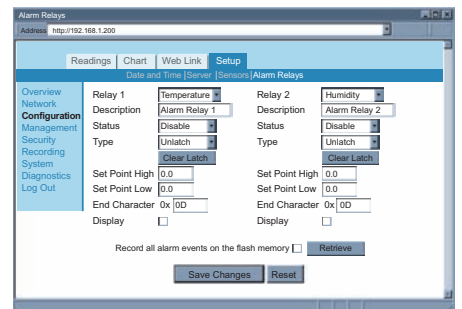 Alarm Relays
Address http://192.168.1.200
Readings Chart Web Link Setup
Date and Time |Server |Sensors|Alarm Relays
Overview
Network
Configuration
Management
Security
Recording
System
Diagnostics
Log Out
Relay 1 Temperature Relay 2 Humidity
Description Alarm Relay 1 Description Alarm Relay 2
Status Disable Status Disable
Type Unlatch Type Unlatch
Clear Latch Clear Latch
Set Point High 0.0 Set Point High 0.0
Set Point Low 0.0 Set Point Low 0.0
End Character 0x 0D End Character 0x 0D
Display Display
Record all alarm events on the flash memory Retrieve
Save Changes Reset